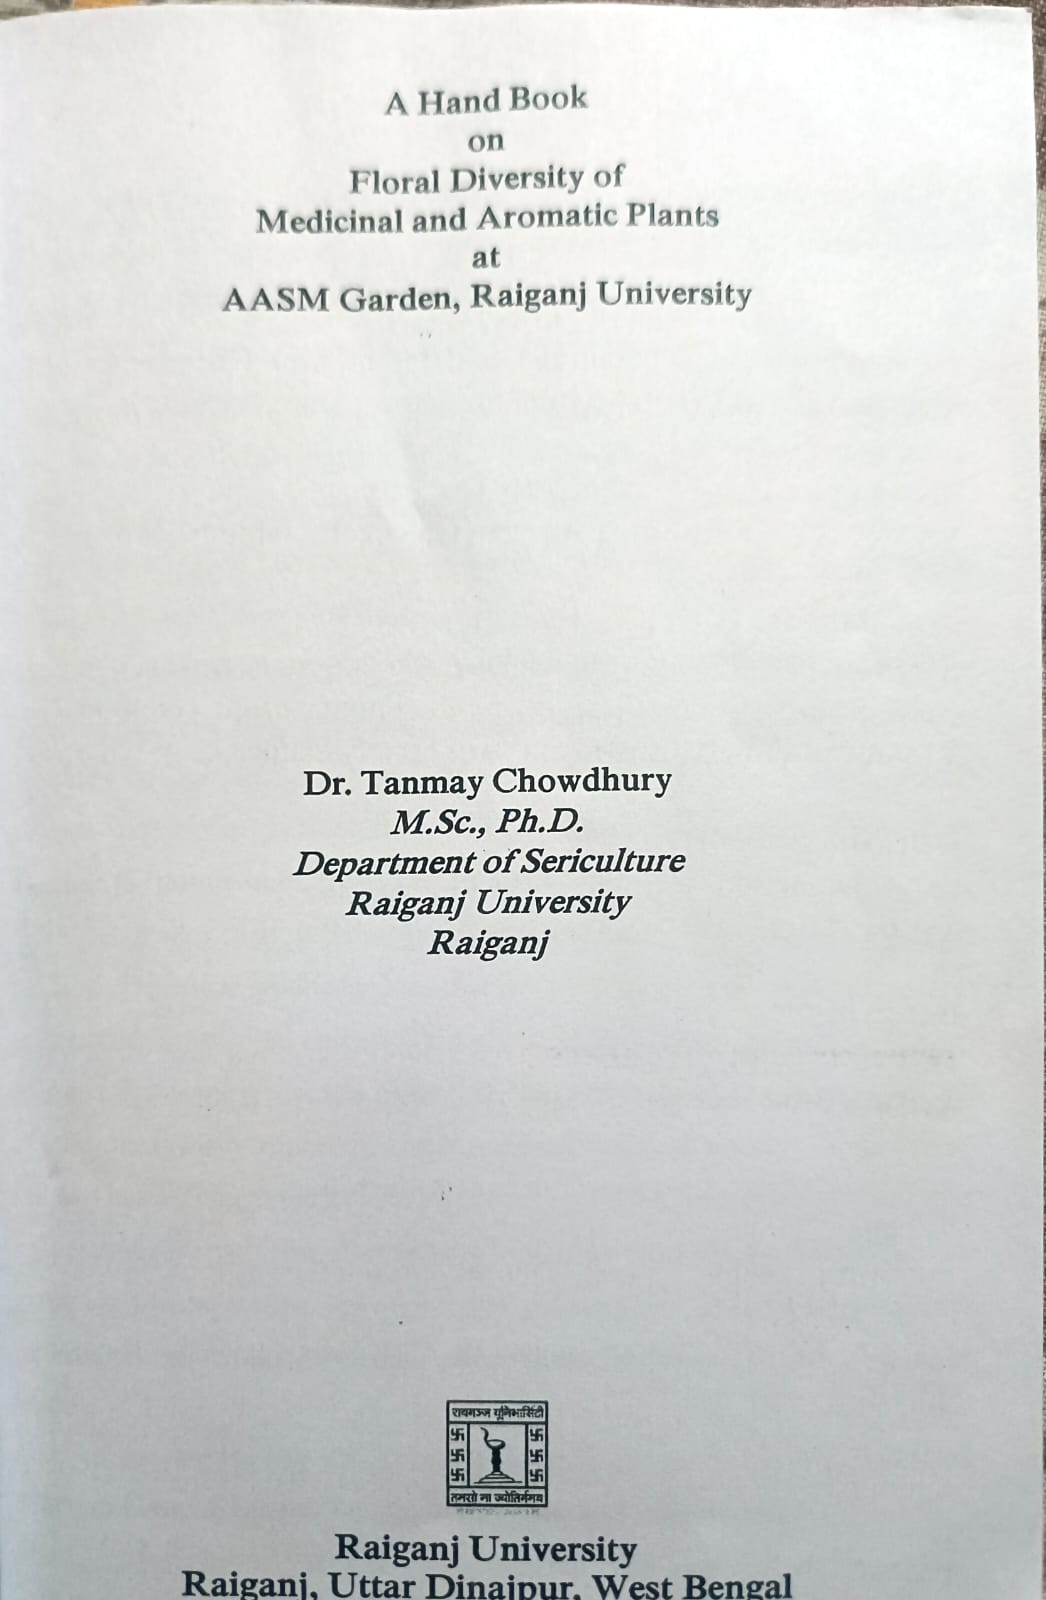 A Hand Book
on
Floral Diversity of
Medicinal and Aromatic Plants
at
AASM Garden, Raiganj University
Dr. Tanmay Chowdhury
M.Sc., Ph.D.
Department of Sericulture
Raiganj University
Raiganj
रायगञ्ज यूनिभार्सिटी
तमसो मा ज्योतिर्गमय
Raiganj University
Raiganj, Uttar Dinajpur, West Bengal